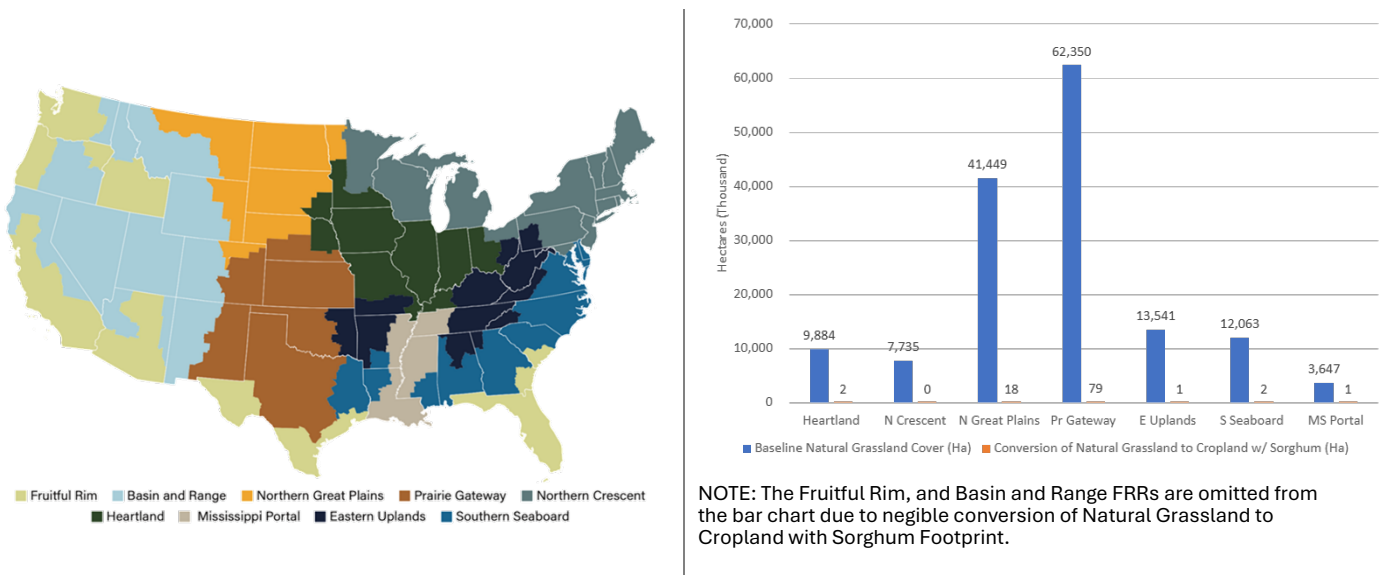 Fruitful Rim Basin and Range Northern Great Plains Prairie Gateway Northern Crescent
Heartland Mississippi Portal Eastern Uplands Southern Seaboard
70,000
60,000
50,000
40,000
30,000
20,000
10,000
0
Hectares (Thousand)
9,884
2
7,735
0
41,449
18
62,350
79
13,541
1
12,063
2
3,647
1
Heartland N Crescent N Great Plains Pr Gateway E Uplands S Seaboard MS Portal
Baseline Natural Grassland Cover (Ha) Conversion of Natural Grassland to Cropland w/ Sorghum (Ha)
NOTE: The Fruitful Rim, and Basin and Range FRRs are omitted from
the bar chart due to negible conversion of Natural Grassland to
Cropland with Sorghum Footprint.